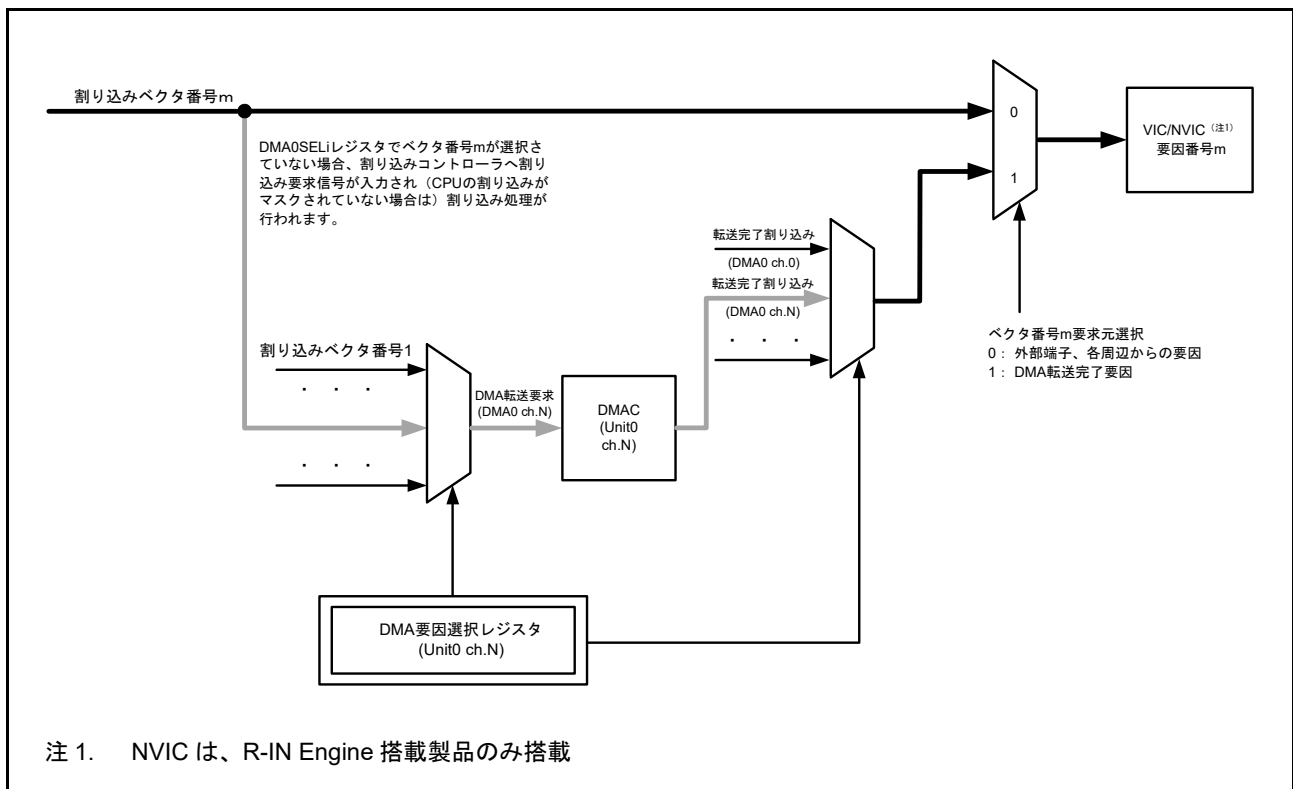 割り込みベクタ番号m
DMA0SELiレジスタでベクタ番号mが選択さ
ていない場合、割り込みコントローラへ割り
込み要求信号が入力され（CPUの割り込みが
マスクされていない場合は）割り込み処理が
行われます。
0
1
VIC/NVIC（注1）
要因番号m
転送完了割り込み
(DMA0 ch.0)
転送完了割り込み
(DMA0 ch.N)
・ ・ ・
ベクタ番号m要求元選択
0： 外部端子、各周辺からの要因
1： DMA転送完了要因
割り込みベクタ番号1
・ ・ ・
DMA転送要求
(DMA0 ch.N)
DMAC
(Unit0
ch.N)
・ ・ ・
DMA要因選択レジスタ
(Unit0 ch.N)
注 1. NVIC は、R-IN Engine 搭載製品のみ搭載